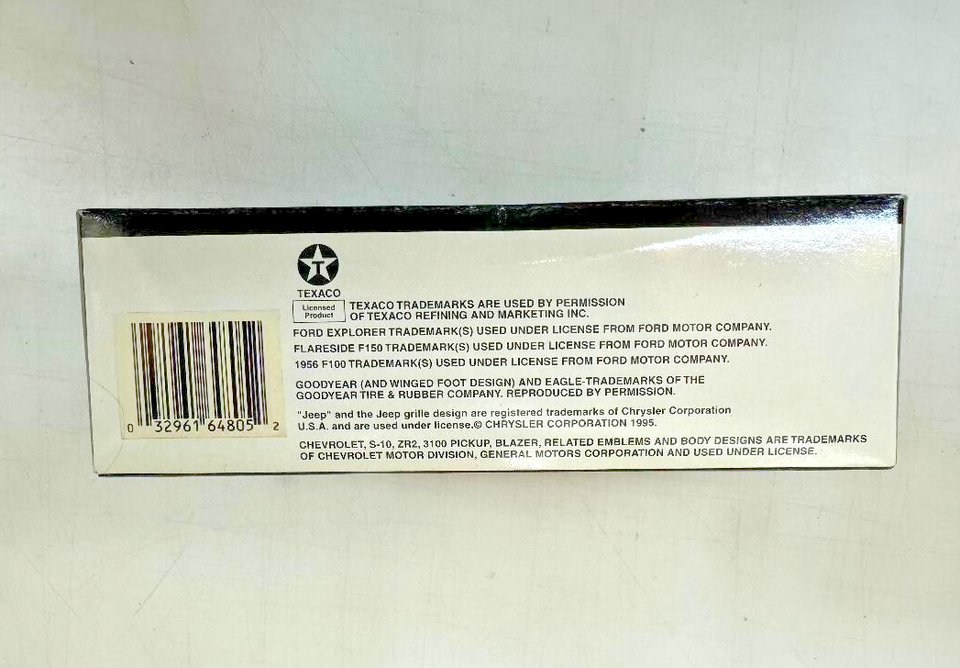 T
TEXACO
Licensed
Product
TEXACO TRADEMARKS ARE USED BY PERMISSION
OF TEXACO REFINING AND MARKETING INC.
FORD EXPLORER TRADEMARK(S) USED UNDER LICENSE FROM FORD MOTOR COMPANY.
FLARESIDE F150 TRADEMARK(S) USED UNDER LICENSE FROM FORD MOTOR COMPANY.
1956 F100 TRADEMARK(S) USED UNDER LICENSE FROM FORD MOTOR COMPANY.
GOODYEAR (AND WINGED FOOT DESIGN) AND EAGLE-TRADEMARKS OF THE
GOODYEAR TIRE & RUBBER COMPANY. REPRODUCED BY PERMISSION.
"Jeep" and the Jeep grille design are registered trademarks of Chrysler Corporation
U.S.A. and are used under license.© CHRYSLER CORPORATION 1995.
CHEVROLET, S-10, ZR2, 3100 PICKUP, BLAZER, RELATED EMBLEMS AND BODY DESIGNS ARE TRADEMARKS
OF CHEVROLET MOTOR DIVISION, GENERAL MOTORS CORPORATION AND USED UNDER LICENSE.
0 32961 64805 2